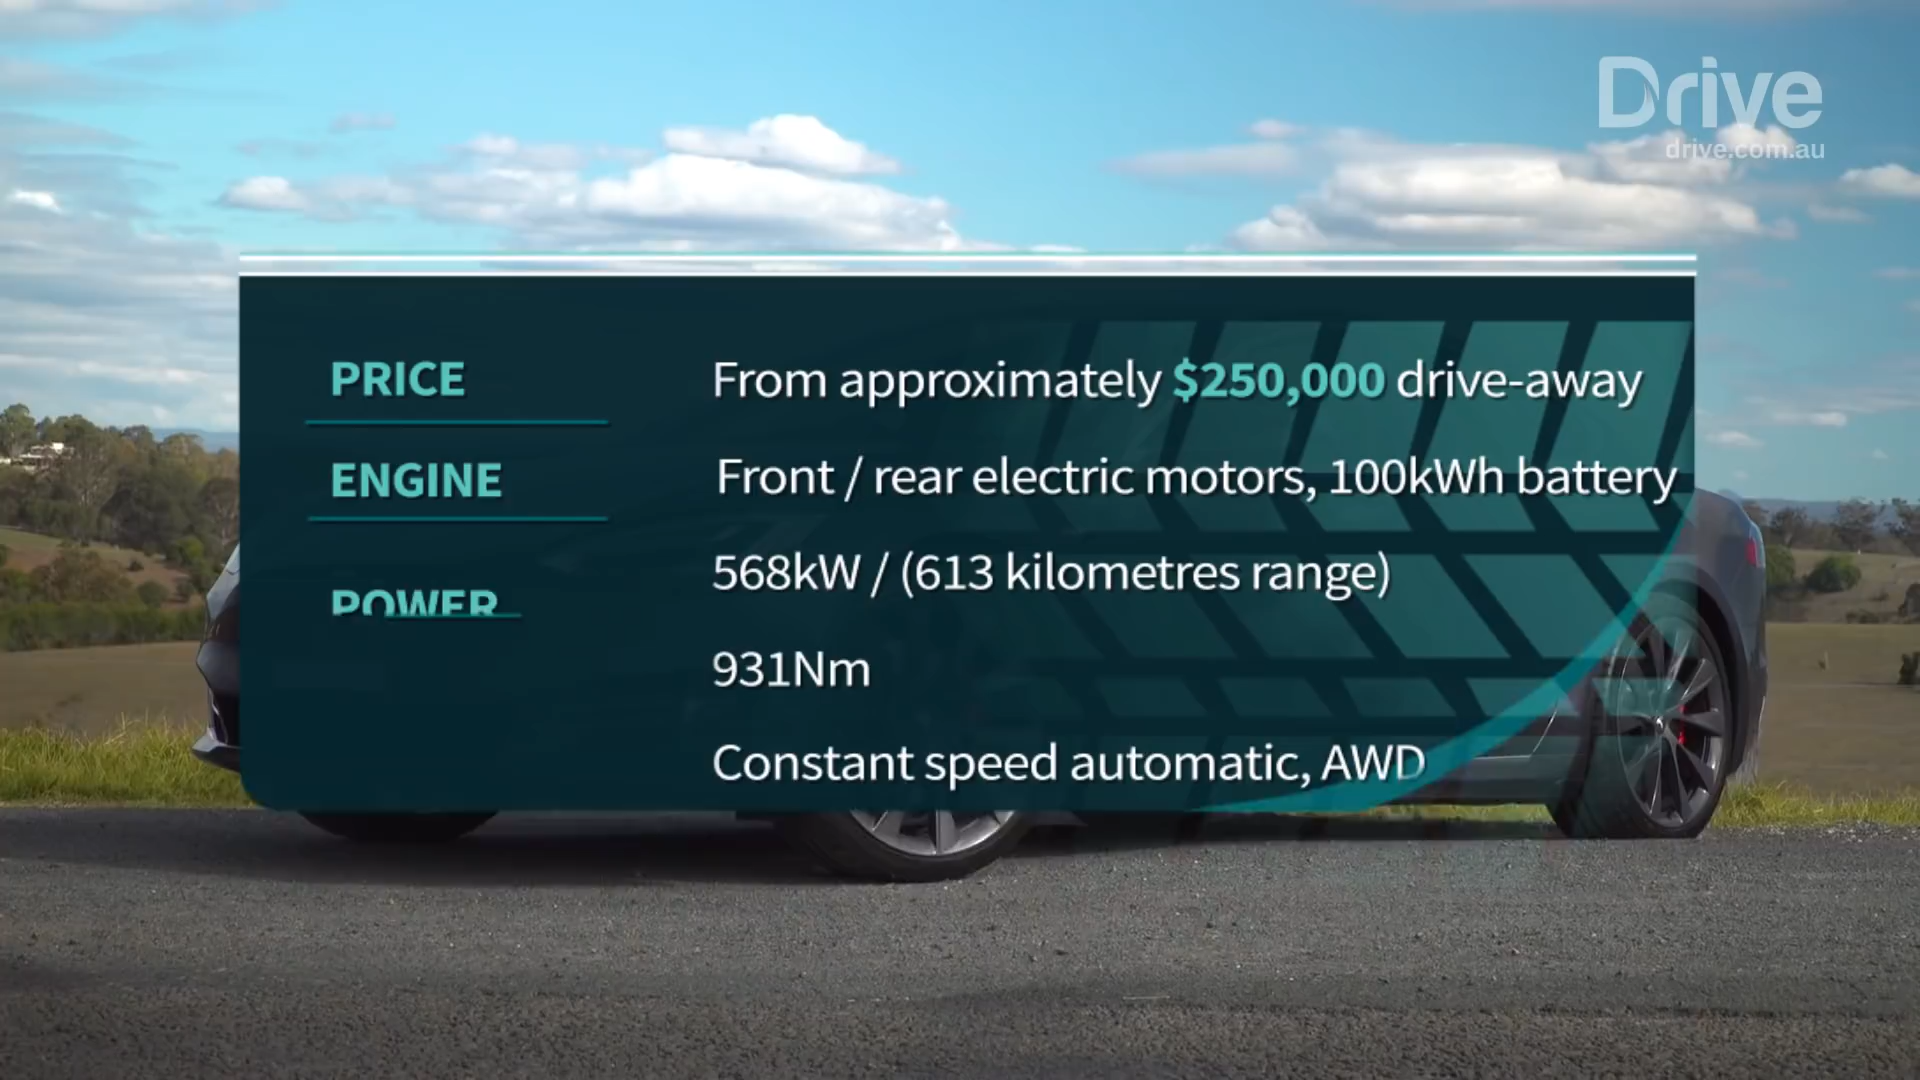 Drive
drive.com.au
PRICE
From approximately $250,000 drive-away
ENGINE
Front / rear electric motors, 100kWh battery
POWER
568kW / (613 kilometres range)
931Nm
Constant speed automatic, AWD